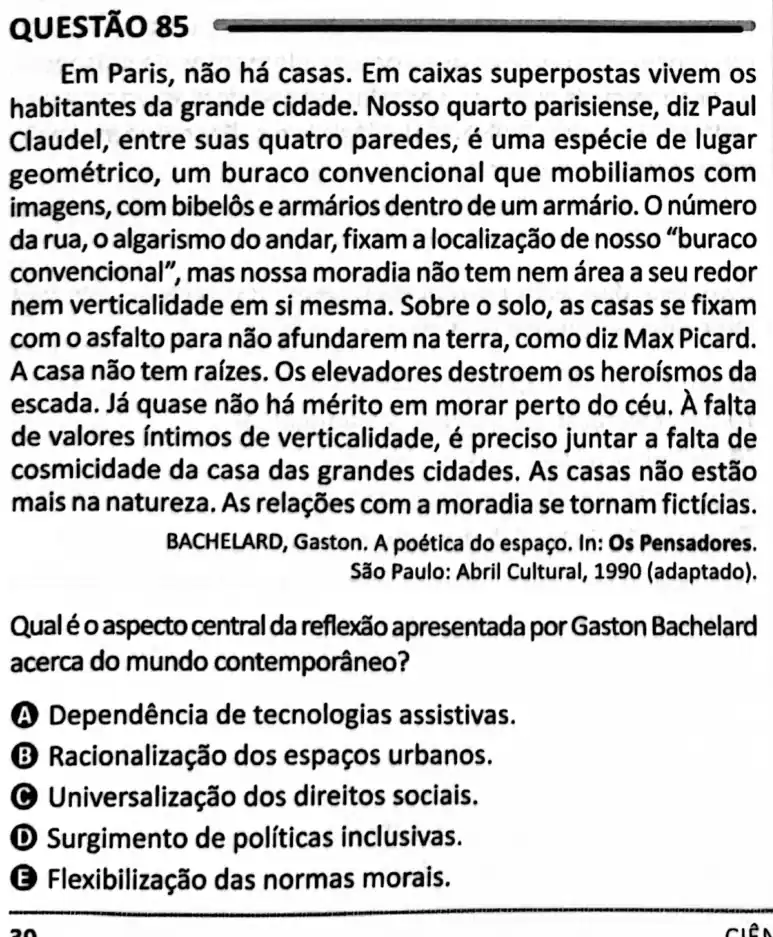 QUESTÃO 85
Em Paris, não há casas. Em caixas superpostas vivem os
habitantes da grande cidade. Nosso quarto parisiense, diz Paul
Claudel, entre suas quatro paredes, é uma espécie de lugar
geométrico, um buraco convencional que mobiliamos com
imagens, com bibelôs e armários dentro de um armário. O número
da rua, o algarismo do andar, fixam a localização de nosso “buraco
convencional”, mas nossa moradia não tem nem área a seu redor
nem verticalidade em si mesma. Sobre o solo, as casas se fixam
com o asfalto para não afundarem na terra, como diz Max Picard.
A casa não tem raízes. Os elevadores destroem os heroísmos da
escada. Já quase não há mérito em morar perto do céu. À falta
de valores íntimos de verticalidade, é preciso juntar a falta de
cosmicidade da casa das grandes cidades. As casas não estão
mais na natureza. As relações com a moradia se tornam fictícias.
BACHELARD, Gaston. A poética do espaço. In: Os Pensadores.
São Paulo: Abril Cultural, 1990 (adaptado).
Qual é o aspecto central da reflexão apresentada por Gaston Bachelard
acerca do mundo contemporâneo?
A Dependência de tecnologias assistivas.
B Racionalização dos espaços urbanos.
C Universalização dos direitos sociais.
D Surgimento de políticas inclusivas.
E Flexibilização das normas morais.